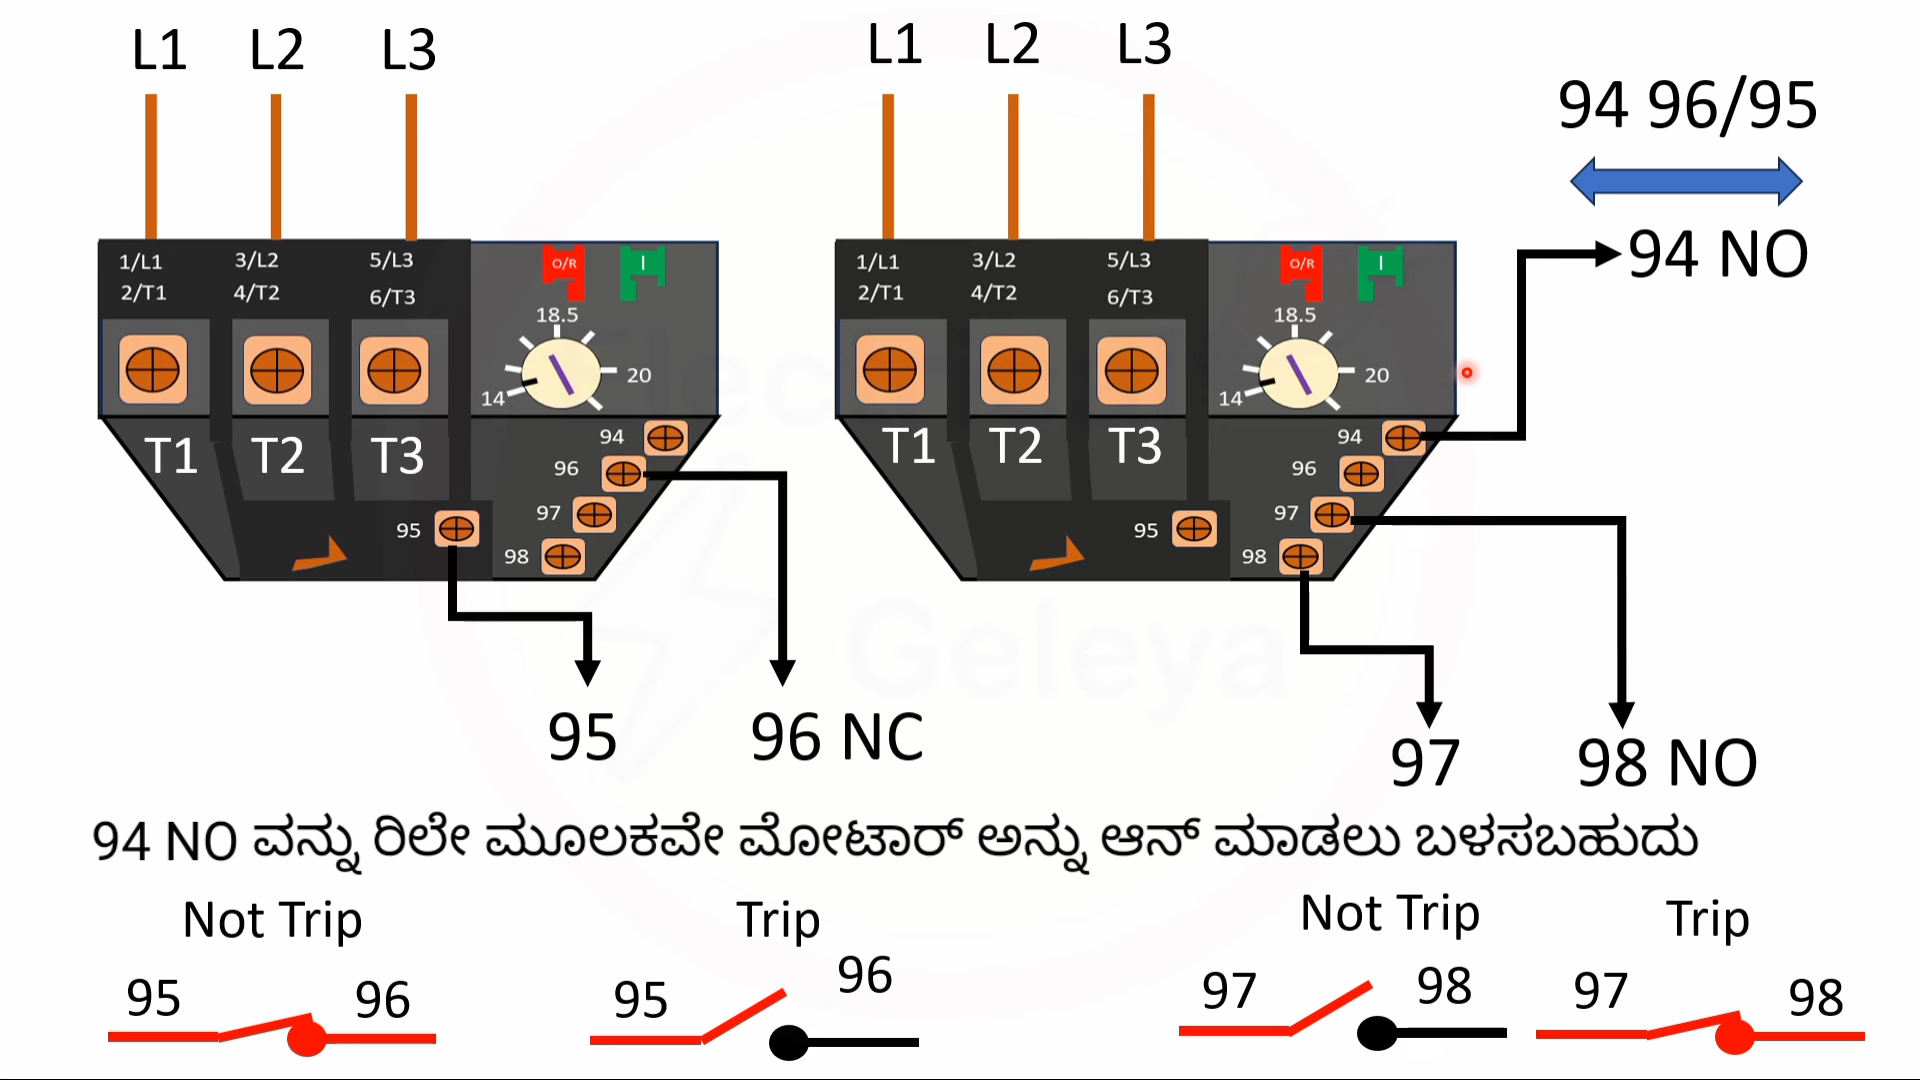 L1 L2 L3
L1 L2 L3
94 96/95
94 NO
1/L1 3/L2 5/L3
2/T1 4/T2 6/T3
O/R I
18.5
14 20
T1 T2 T3
94
96
97
95
98
1/L1 3/L2 5/L3
2/T1 4/T2 6/T3
O/R I
18.5
14 20
T1 T2 T3
94
96
97
95
98
Geleya
95 96 NC
97 98 NO
94 NO ವನ್ನು ರಿಲೇ ಮೂಲಕವೇ ಮೋಟಾರ್ ಅನ್ನು ಆನ್ ಮಾಡಲು ಬಳಸಬಹುದು
Not Trip Trip Not Trip Trip
95 96 95 96 97 98 97 98